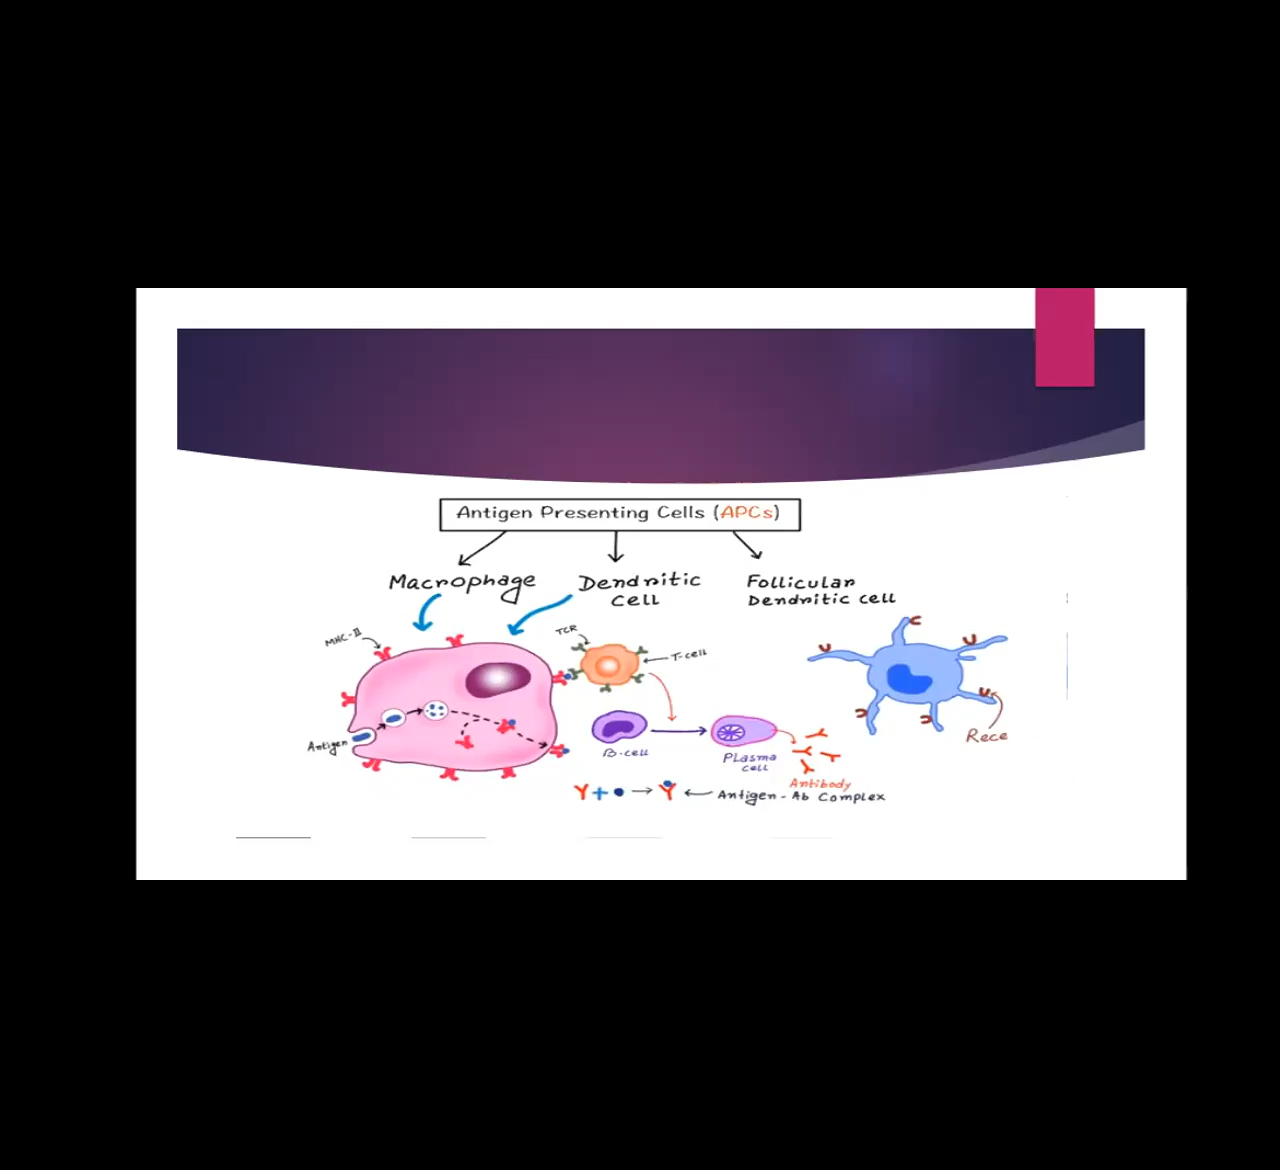 Antigen Presenting Cells (APCs)
Macrophage
Dendritic
Cell
Follicular
Dendritic cell
MHC-II
TCR
T-cell
Antigen
B-cell
Plasma
cell
Antibody
Rece
Y + • → Y ← Antigen - Ab Complex